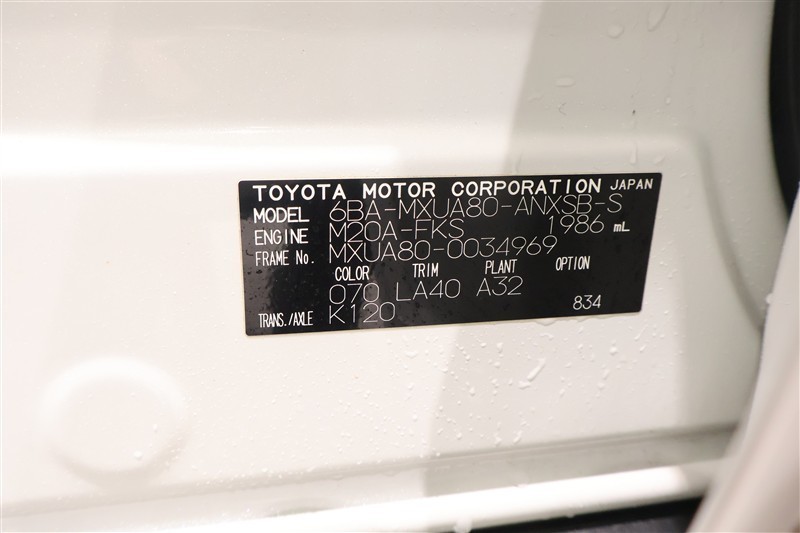 TOYOTA MOTOR CORPORATION JAPAN
MODEL 6BA-MXUA80-ANXSB-S
ENGINE M20A-FKS 1986 mL
FRAME No. MXUA80-0034969
COLOR TRIM PLANT OPTION
070 LA40 A32
TRANS./AXLE K120 834